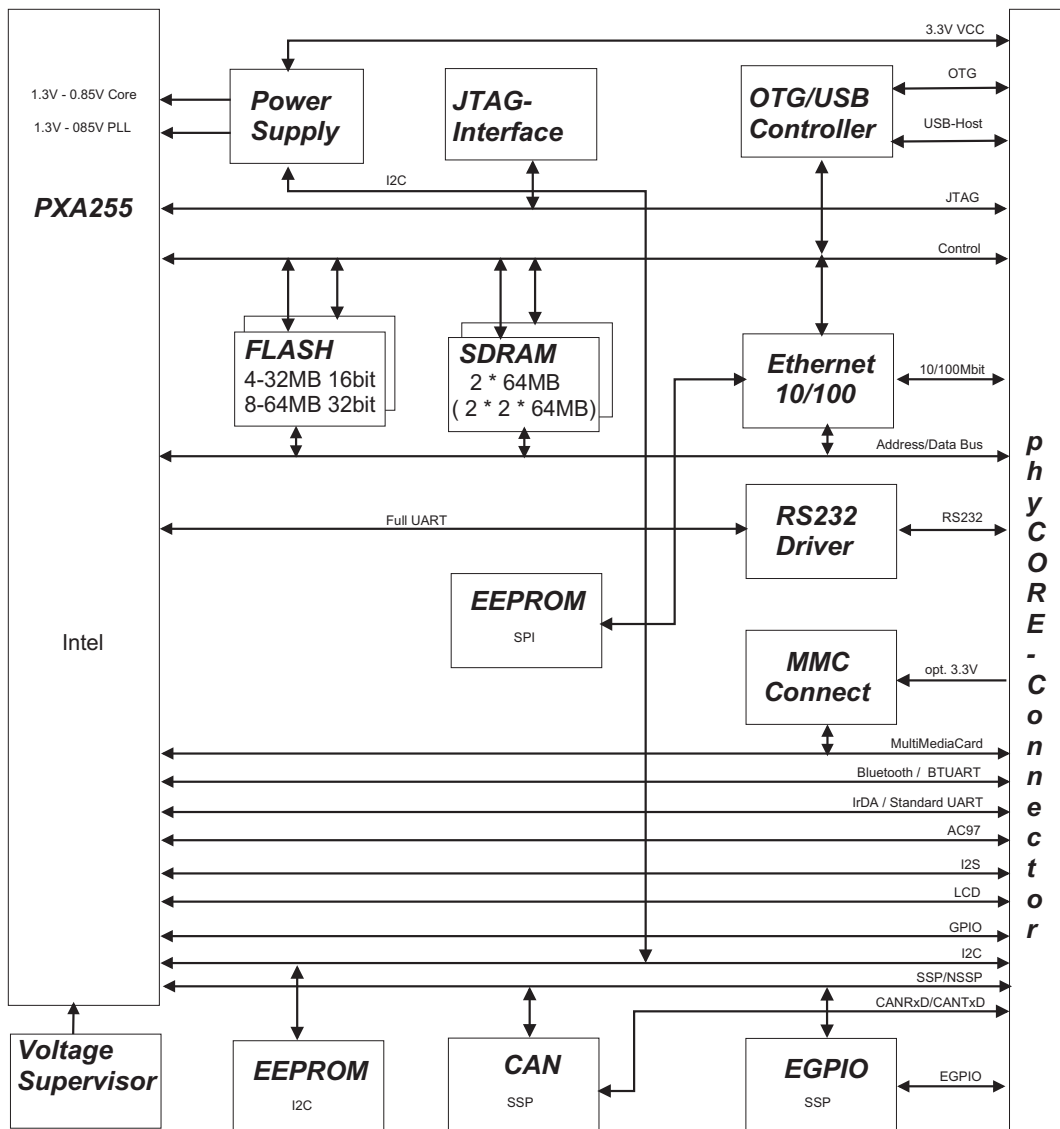 3.3V VCC
1.3V - 0.85V Core
1.3V - 085V PLL
Power
Supply
JTAG-
Interface
OTG/USB
Controller
OTG
USB-Host
I2C
PXA255
JTAG
Control
FLASH
4-32MB 16bit
8-64MB 32bit
SDRAM
2 * 64MB
( 2 * 2 * 64MB)
Ethernet
10/100
10/100Mbit
Address/Data Bus
Full UART
RS232
Driver
RS232
EEPROM
SPI
Intel
MMC
Connect
opt. 3.3V
MultiMediaCard
Bluetooth / BTUART
IrDA / Standard UART
AC97
I2S
LCD
GPIO
I2C
SSP/NSSP
CANRxD/CANTxD
Voltage
Supervisor
EEPROM
I2C
CAN
SSP
EGPIO
SSP
EGPIO
phyCORE-Connector